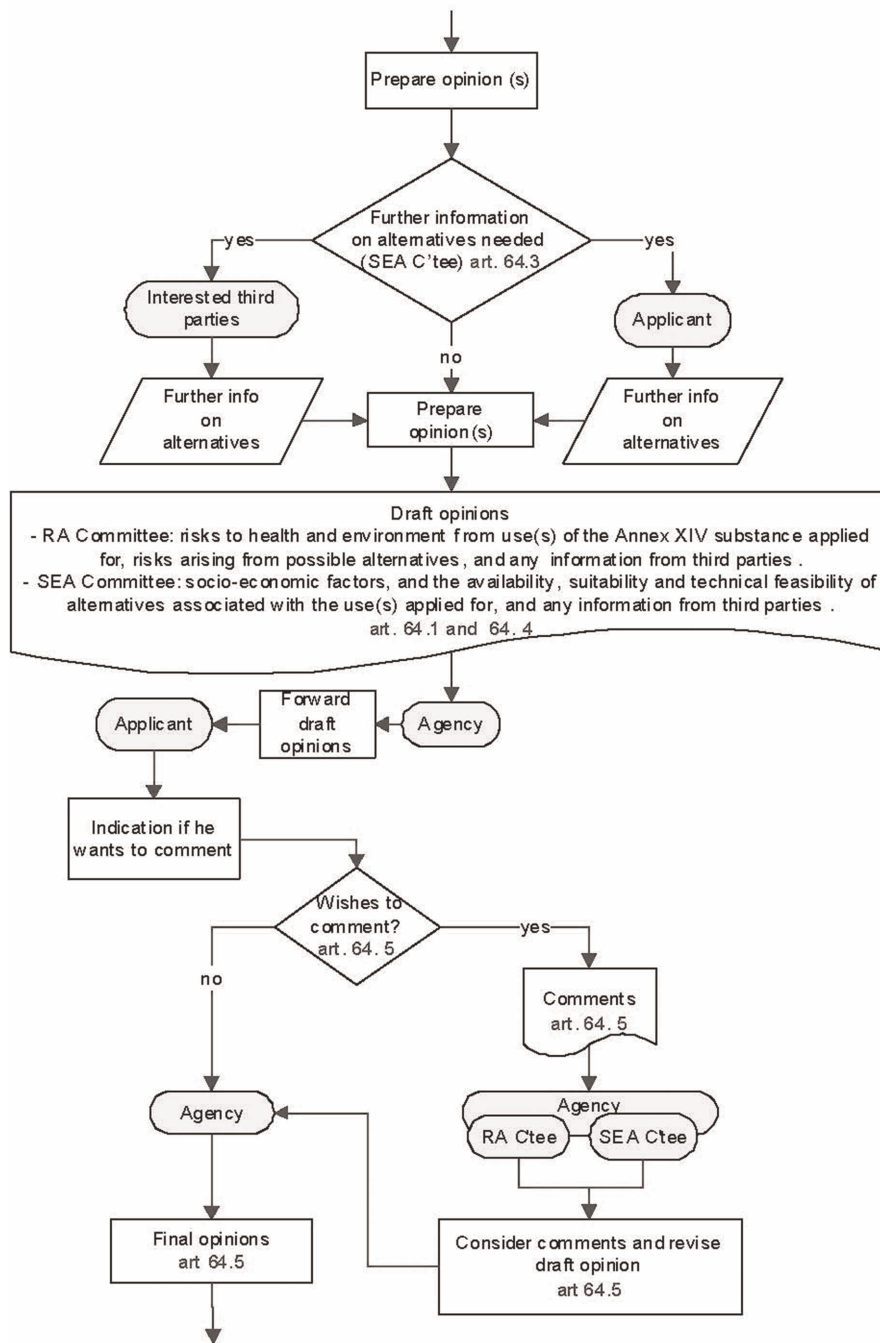 Prepare opinion (s)
Further information
on alternatives needed
(SEA C'tee) art. 64.3
yes
yes
Interested third
parties
Applicant
no
Further info
on
alternatives
Prepare
opinion(s)
Further info
on
alternatives
Draft opinions
- RA Committee: risks to health and environment from use(s) of the Annex XIV substance applied
for, risks arising from possible alternatives, and any information from third parties .
- SEA Committee: socio-economic factors, and the availability, suitability and technical feasibility of
alternatives associated with the use(s) applied for, and any information from third parties .
art. 64.1 and 64. 4
Applicant
Forward
draft
opinions
Agency
Indication if he
wants to comment
Wishes to
comment?
art. 64. 5
yes
no
Comments
art. 64. 5
Agency
Agency
RA C'tee
SEA C'tee
Final opinions
art 64.5
Consider comments and revise
draft opinion
art 64.5